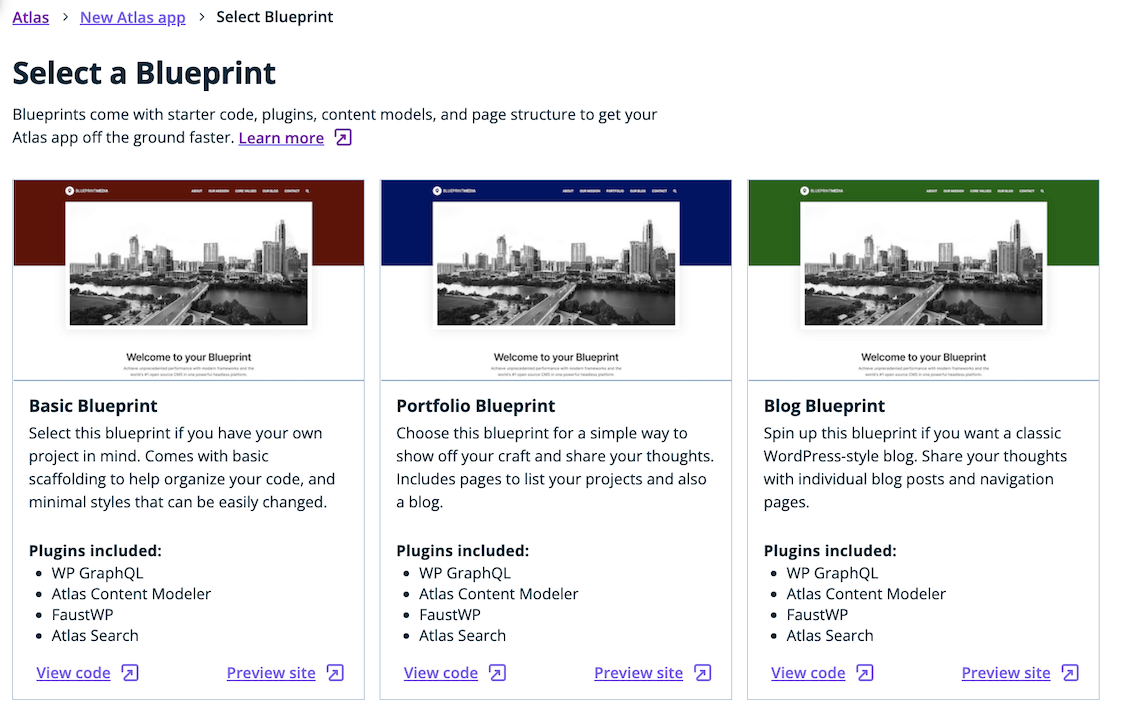 Atlas > New Atlas app > Select Blueprint
Select a Blueprint
Blueprints come with starter code, plugins, content models, and page structure to get your
Atlas app off the ground faster. Learn more
BLUEPRINTMEDIA ABOUT OUR MISSION CORE VALUES OUR BLOG CONTACT
Welcome to your Blueprint
Achieve unprecedented performance with modern frameworks and the
world's #1 open source CMS in one powerful headless platform.
Basic Blueprint
Select this blueprint if you have your own
project in mind. Comes with basic
scaffolding to help organize your code, and
minimal styles that can be easily changed.
Plugins included:
• WP GraphQL
• Atlas Content Modeler
• FaustWP
• Atlas Search
View code Preview site
BLUEPRINTMEDIA ABOUT OUR MISSION PORTFOLIO OUR BLOG CONTACT
Welcome to your Blueprint
Achieve unprecedented performance with modern frameworks and the
world's #1 open source CMS in one powerful headless platform.
Portfolio Blueprint
Choose this blueprint for a simple way to
show off your craft and share your thoughts.
Includes pages to list your projects and also
a blog.
Plugins included:
• WP GraphQL
• Atlas Content Modeler
• FaustWP
• Atlas Search
View code Preview site
BLUEPRINTMEDIA ABOUT OUR MISSION CORE VALUES OUR BLOG CONTACT
Welcome to your Blueprint
Achieve unprecedented performance with modern frameworks and the
world's #1 open source CMS in one powerful headless platform.
Blog Blueprint
Spin up this blueprint if you want a classic
WordPress-style blog. Share your thoughts
with individual blog posts and navigation
pages.
Plugins included:
• WP GraphQL
• Atlas Content Modeler
• FaustWP
• Atlas Search
View code Preview site